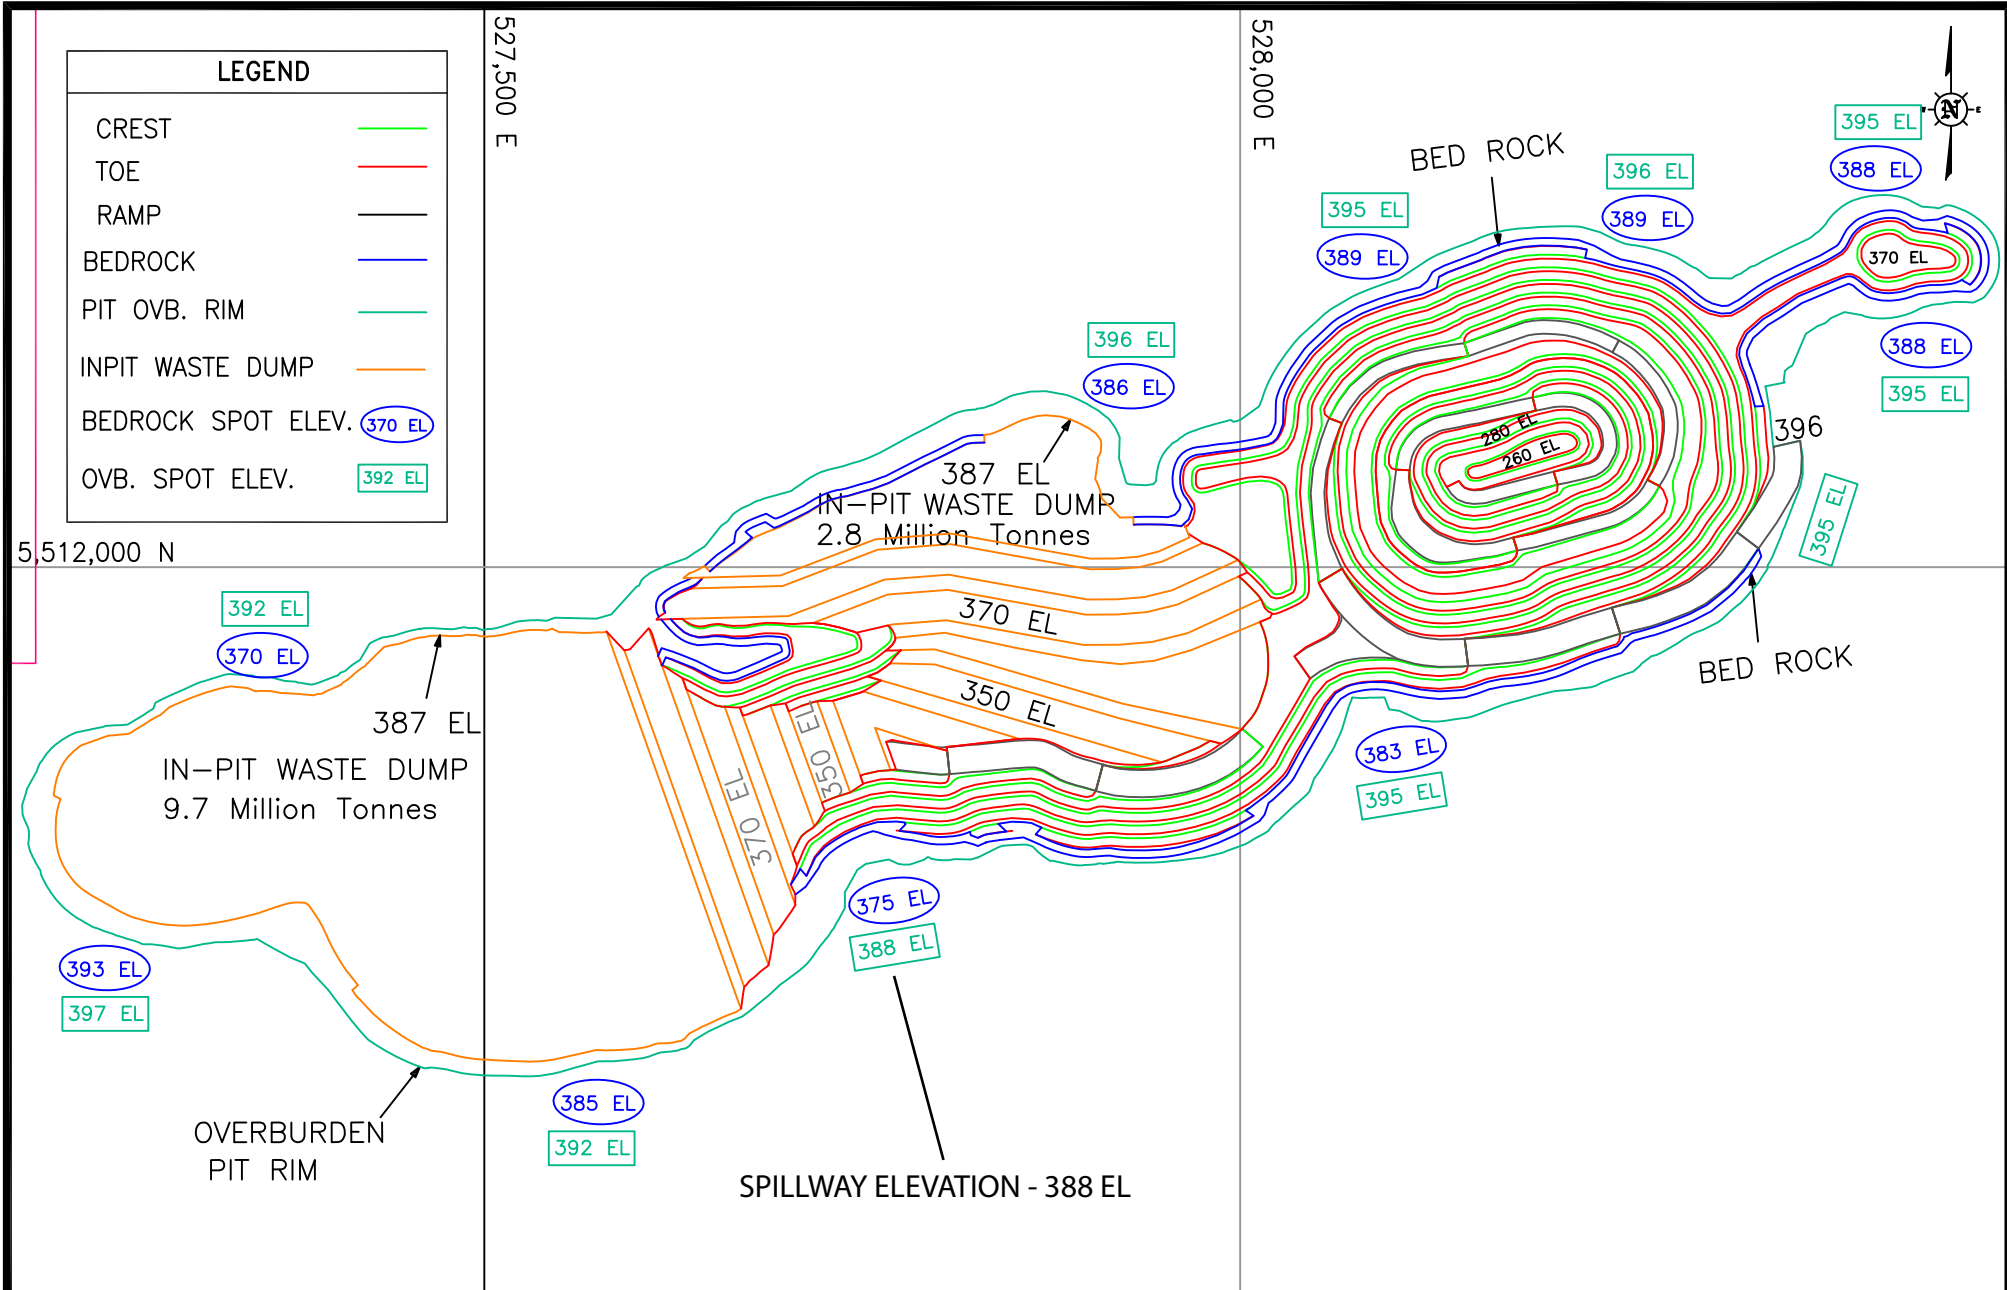 LEGEND
CREST
TOE
RAMP
BEDROCK
PIT OVB. RIM
INPIT WASTE DUMP
BEDROCK SPOT ELEV. 370 EL
OVB. SPOT ELEV. 392 EL
527,500 E
528,000 E
5,512,000 N
N
E
BED ROCK
395 EL
389 EL
396 EL
389 EL
395 EL
388 EL
370 EL
388 EL
395 EL
396 EL
386 EL
396
395 EL
280 EL
260 EL
387 EL
IN-PIT WASTE DUMP
2.8 Million Tonnes
370 EL
350 EL
BED ROCK
383 EL
395 EL
392 EL
370 EL
387 EL
IN-PIT WASTE DUMP
9.7 Million Tonnes
350 EL
370 EL
375 EL
388 EL
393 EL
397 EL
385 EL
392 EL
OVERBURDEN
PIT RIM
SPILLWAY ELEVATION - 388 EL